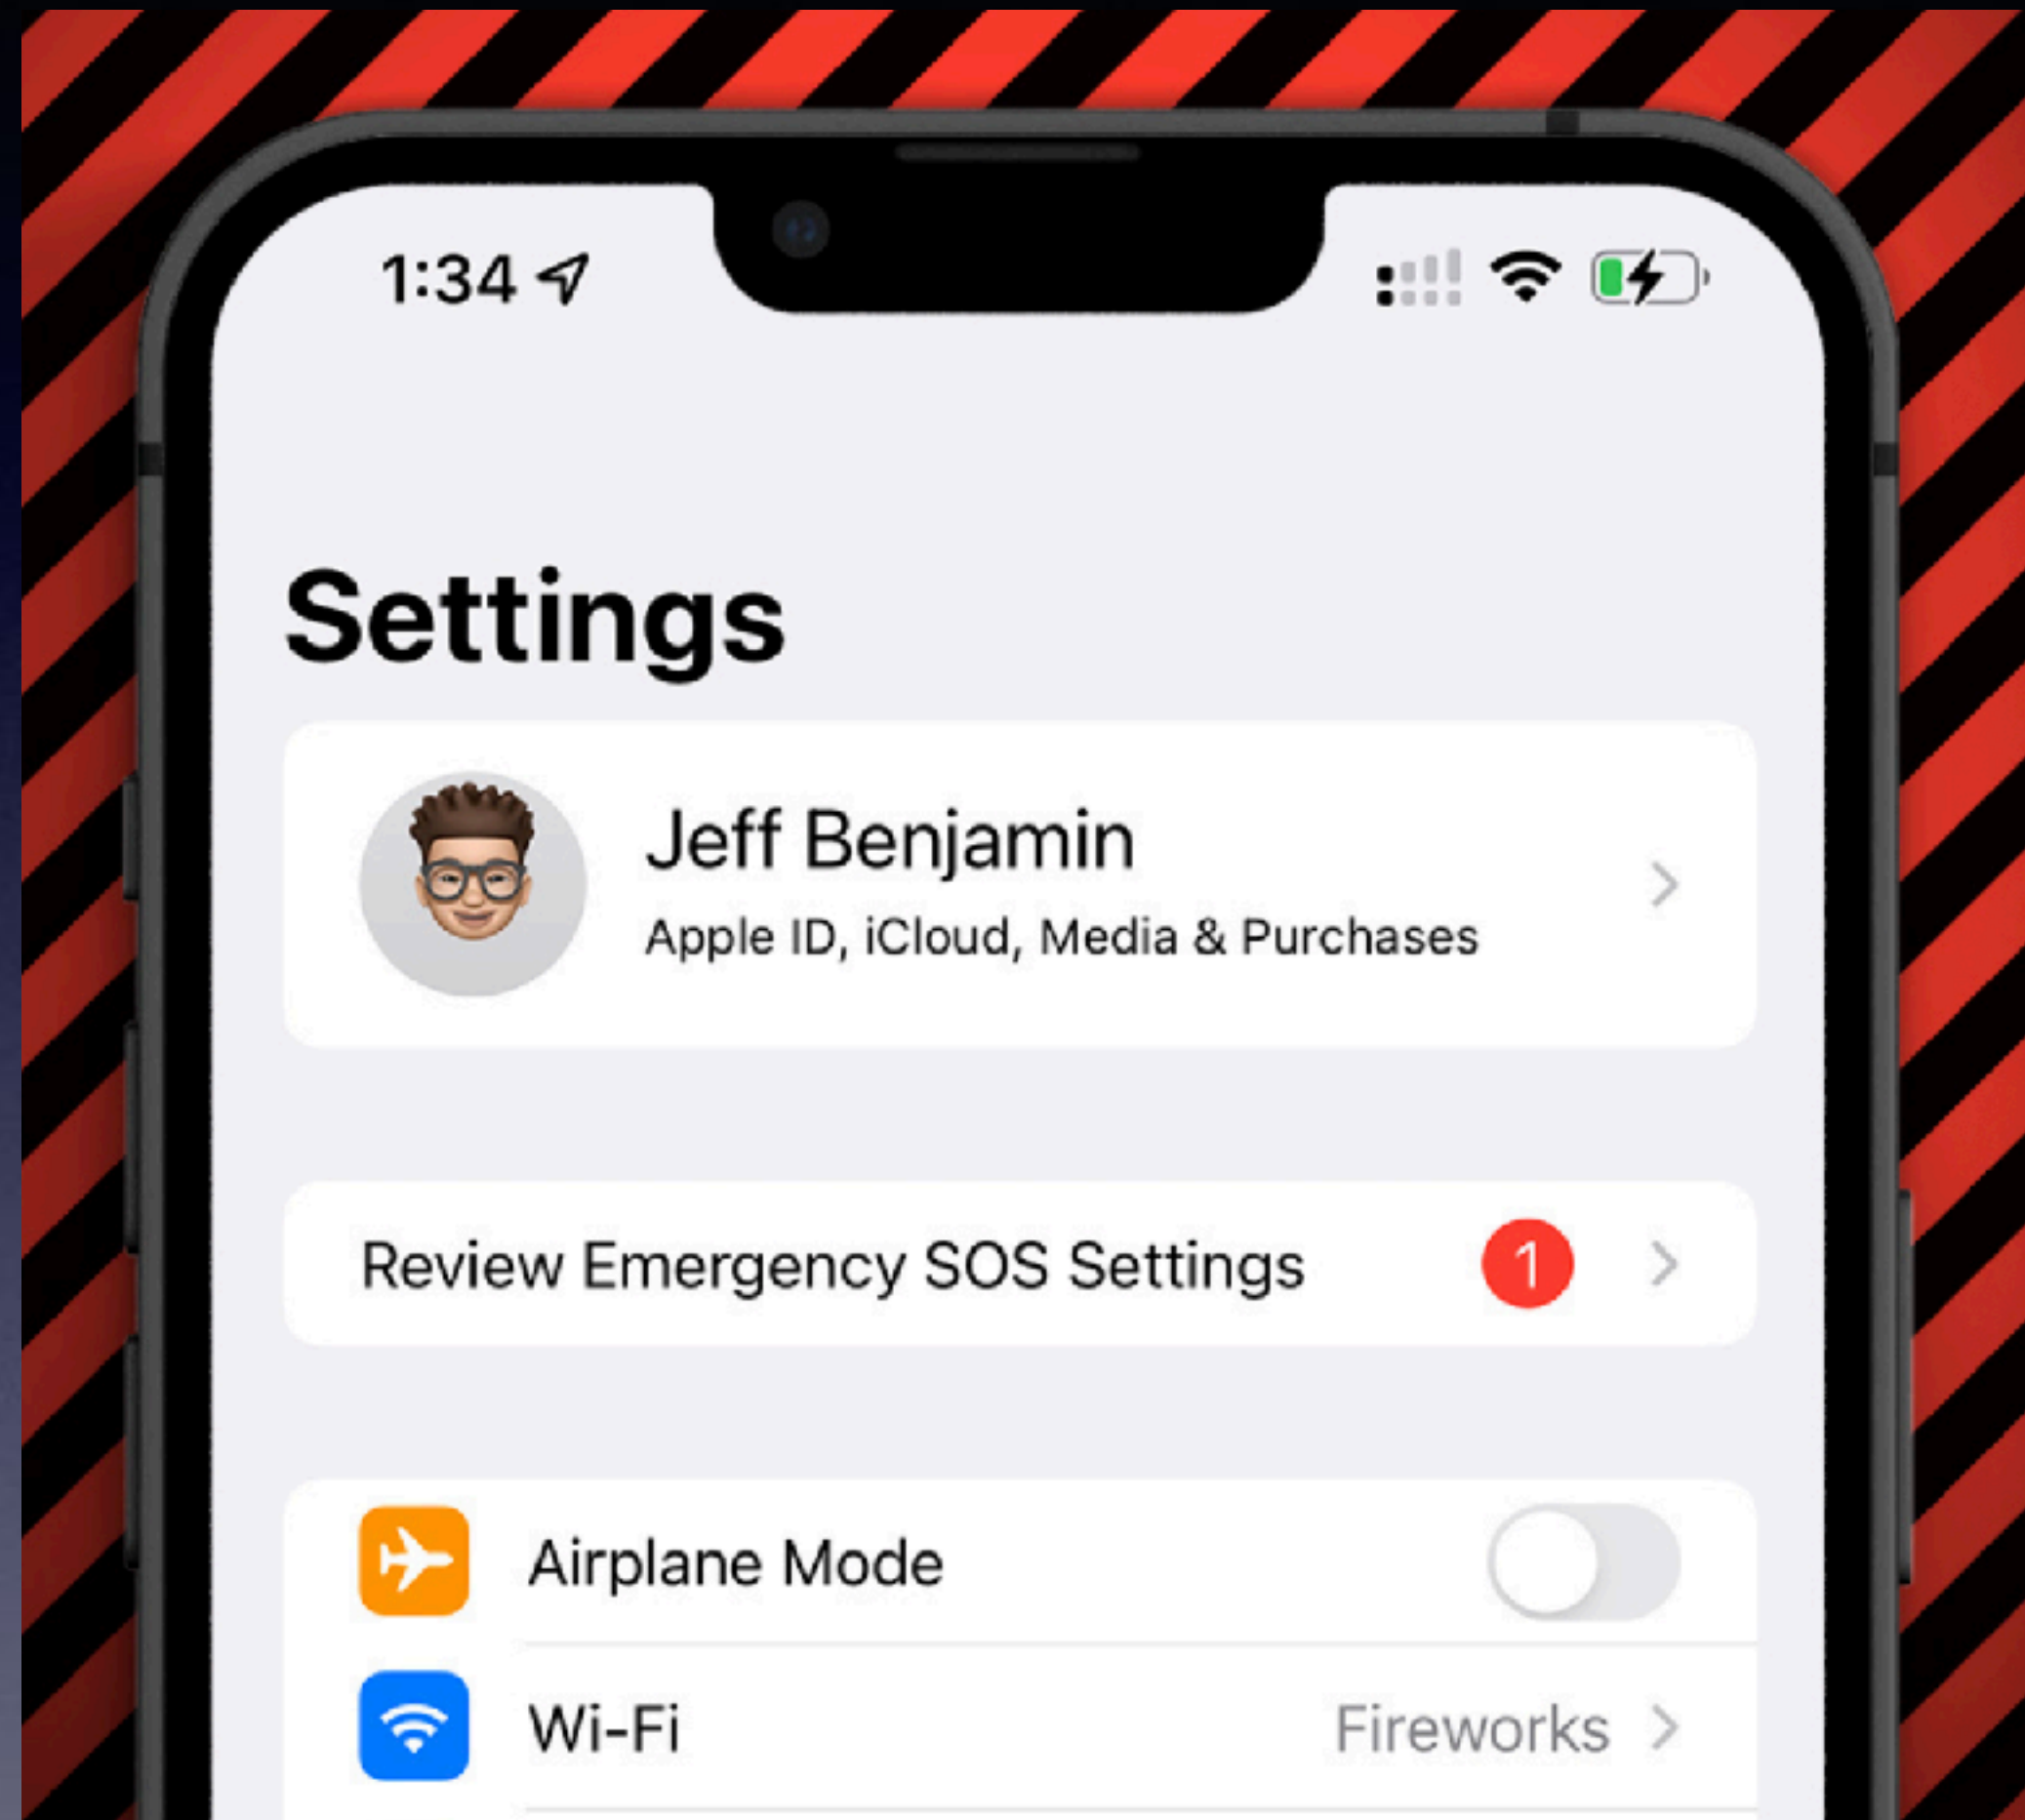 1:34
Settings
Jeff Benjamin
Apple ID, iCloud, Media & Purchases
Review Emergency SOS Settings 1
Airplane Mode
Wi-Fi Fireworks